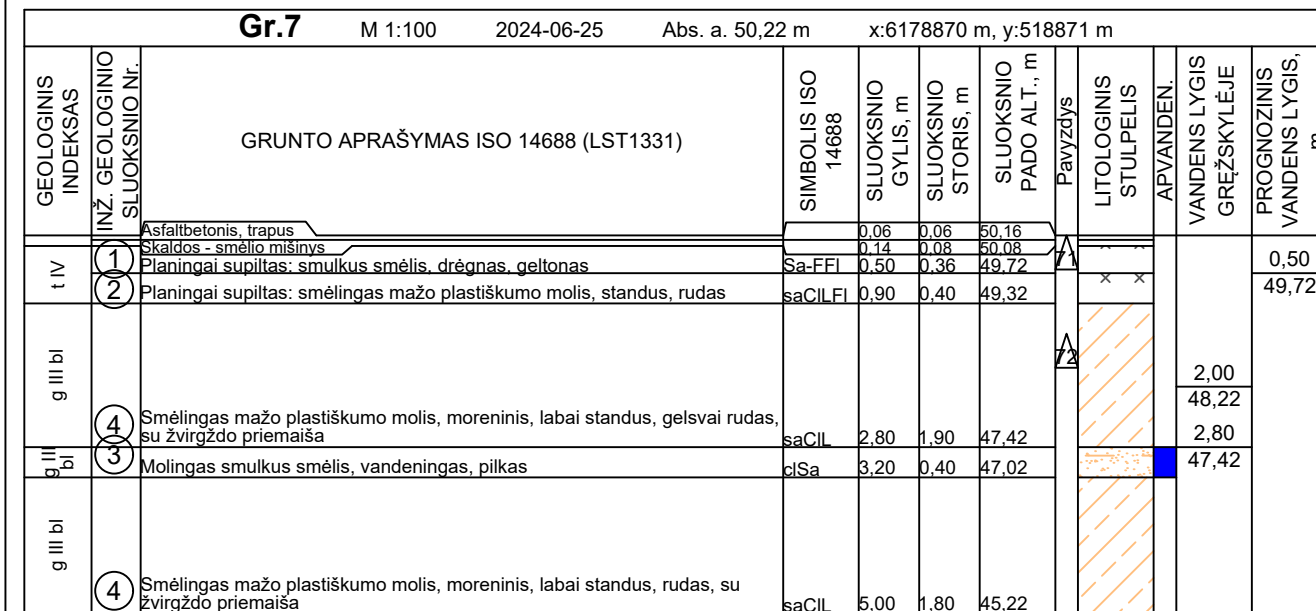 Gr.7 M 1:100 2024-06-25 Abs. a. 50,22 m x:6178870 m, y:518871 m
GEOLOGINIS
INDEKSAS
INŽ. GEOLOGINIO
SLUOKSNIO Nr.
GRUNTO APRAŠYMAS ISO 14688 (LST1331)
SIMBOLIS ISO
14688
SLUOKSNIO
GYLIS, m
SLUOKSNIO
STORIS, m
SLUOKSNIO
PADO ALT., m
Pavyzdys
LITOLOGINIS
STULPELIS
APVANDEN.
VANDENS LYGIS
GRĘŽSKYLĖJE
PROGNOZINIS
VANDENS LYGIS,
m
Asfaltbetonis, trapus 0,06 0,06 50,16
Skaldos - smėlio mišinys 0,14 0,08 50,08
t IV
1 Planingai supiltas: smulkus smėlis, drėgnas, geltonas Sa-FFl 0,50 0,36 49,72 71 0,50
2 Planingai supiltas: smėlingas mažo plastiškumo molis, standus, rudas saClLFl 0,90 0,40 49,32 49,72
g III bl
72
2,00
48,22
4 Smėlingas mažo plastiškumo molis, moreninis, labai standus, gelsvai rudas,
su žvirgždo priemaiša saClL 2,80 1,90 47,42 2,80
g III
bl
3 Molingas smulkus smėlis, vandeningas, pilkas clSa 3,20 0,40 47,02 47,42
g III bl
4 Smėlingas mažo plastiškumo molis, moreninis, labai standus, rudas, su
žvirgždo priemaiša saClL 5,00 1,80 45,22